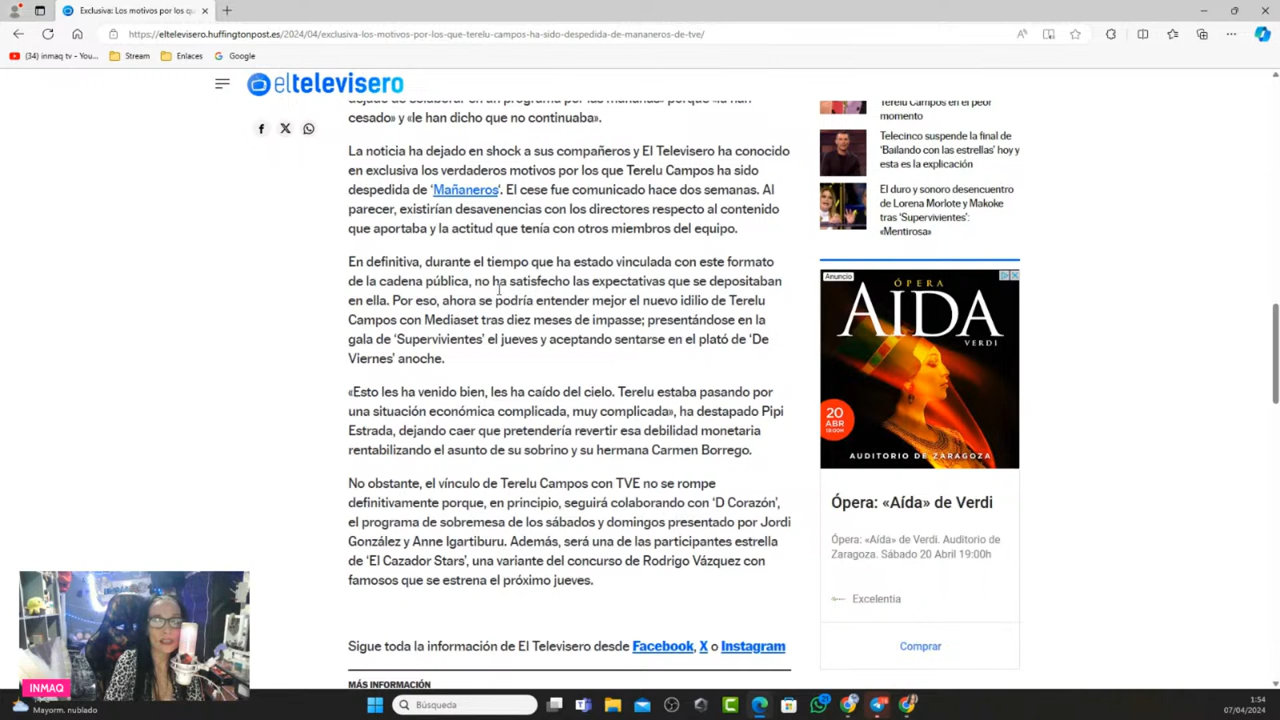 Exclusiva: Los motivos por los qu
https://eltelevisero.huffingtonpost.es/2024/04/exclusiva-los-motivos-por-los-que-terelu-campos-ha-sido-despedida-de-mananeros-de-tve/
(34) inmaq tv - You... Stream Enlaces Google
eltelevisero
cesado» y «le han dicho que no continuaba».
La noticia ha dejado en shock a sus compañeros y El Televisero ha conocido
en exclusiva los verdaderos motivos por los que Terelu Campos ha sido
despedida de ‘Mañaneros‘. El cese fue comunicado hace dos semanas. Al
parecer, existirían desavenencias con los directores respecto al contenido
que aportaba y la actitud que tenía con otros miembros del equipo.
En definitiva, durante el tiempo que ha estado vinculada con este formato
de la cadena pública, no ha satisfecho las expectativas que se depositaban
en ella. Por eso, ahora se podría entender mejor el nuevo idilio de Terelu
Campos con Mediaset tras diez meses de impasse; presentándose en la
gala de ‘Supervivientes’ el jueves y aceptando sentarse en el plató de ‘De
Viernes’ anoche.
«Esto les ha venido bien, les ha caído del cielo. Terelu estaba pasando por
una situación económica complicada, muy complicada», ha destapado Pipi
Estrada, dejando caer que pretendería revertir esa debilidad monetaria
rentabilizando el asunto de su sobrino y su hermana Carmen Borrego.
No obstante, el vínculo de Terelu Campos con TVE no se rompe
definitivamente porque, en principio, seguirá colaborando con ‘D Corazón’,
el programa de sobremesa de los sábados y domingos presentado por Jordi
González y Anne Igartiburu. Además, será una de las participantes estrella
de ‘El Cazador Stars’, una variante del concurso de Rodrigo Vázquez con
famosos que se estrena el próximo jueves.
Sigue toda la información de El Televisero desde Facebook, X o Instagram
MÁS INFORMACIÓN
Terelu Campos en el peor
momento
Telecinco suspende la final de
‘Bailando con las estrellas’ hoy y
esta es la explicación
El duro y sonoro desencuentro
de Lorena Morlote y Makoke
tras ‘Supervivientes’:
«Mentirosa»
Anuncio
ÓPERA
AIDA
VERDI
20
ABR
19:00H
AUDITORIO DE ZARAGOZA
Ópera: «Aída» de Verdi
Ópera: «Aída» de Verdi. Auditorio de
Zaragoza. Sábado 20 Abril 19:00h
Excelentia
Comprar
INMAQ
Mayorm. nublado
Búsqueda
1:54
07/04/2024